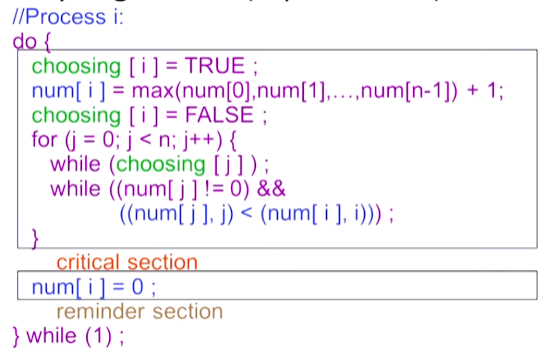 //Process i:
do {
choosing [ i ] = TRUE ;
num[ i ] = max(num[0],num[1],…,num[n-1]) + 1;
choosing [ i ] = FALSE ;
for (j = 0; j < n; j++) {
while (choosing [ j ] ) ;
while ((num[ j ] != 0) &&
((num[ j ], j) < (num[ i ], i))) ;
}
critical section
num[ i ] = 0 ;
reminder section
} while (1) ;